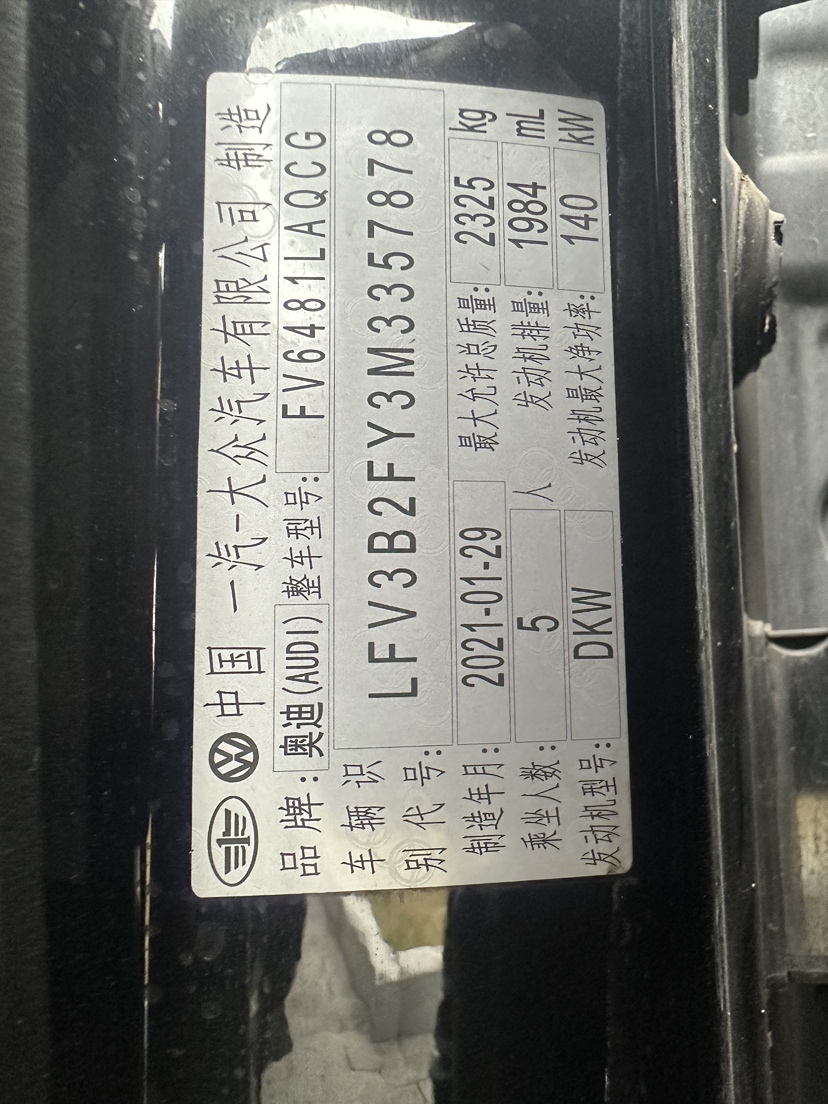 中国 一汽-大众汽车有限公司 制造
品牌: 奥迪(AUDI) 整车型号: FV6481LAQCG
车辆识别代号: LFV3B2FY3M3357878
制造年月: 2021-01-29 最大允许总质量: 2325 kg
乘坐人数: 5 人 发动机排量: 1984 mL
发动机型号: DKW 发动机最大净功率: 140 kW